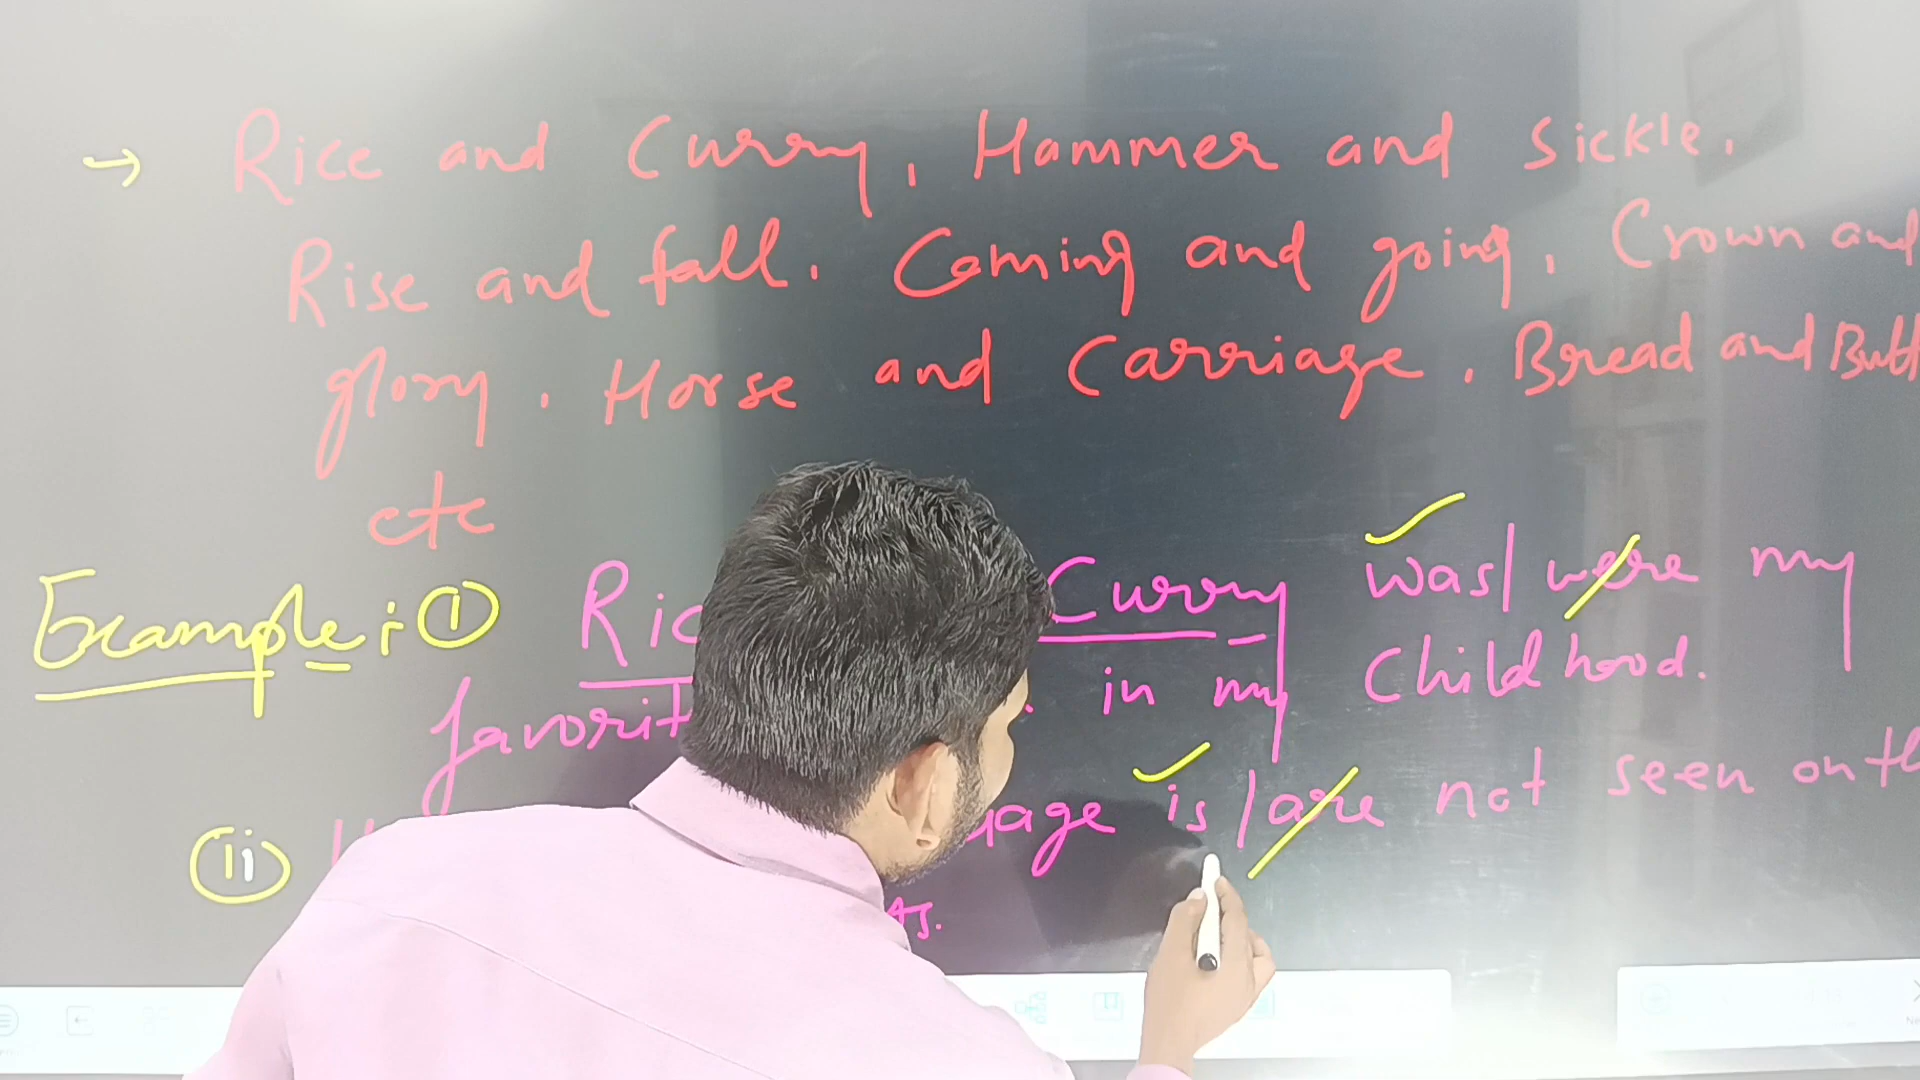 → Rice and Curry, Hammer and Sickle,
Rise and fall. Coming and going, Crown and
glory. Horse and Carriage. Bread and Butt
etc
Example : ① Ric Curry was/were my
favorit in my Childhood.
(ii) is/are not seen on th